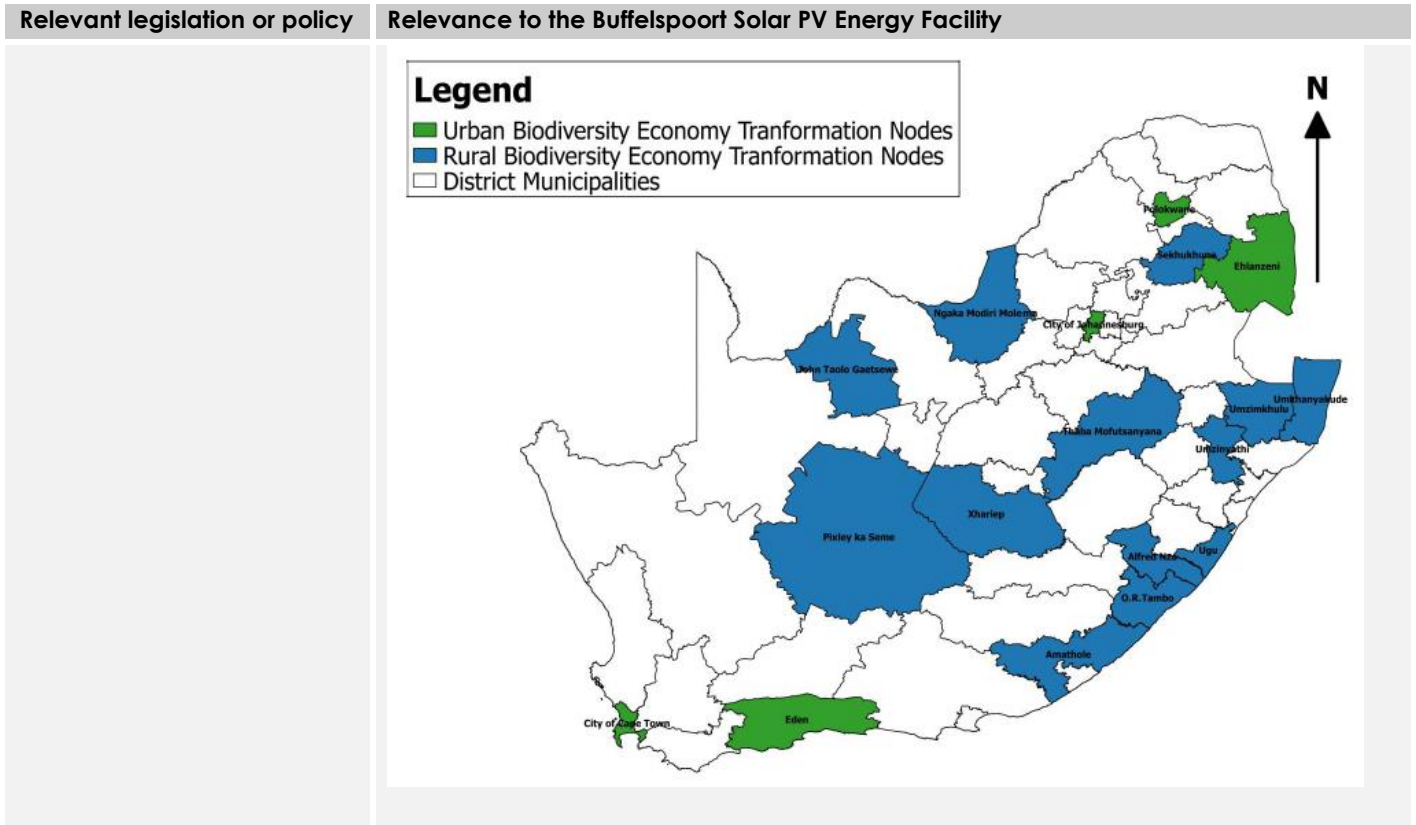 Relevant legislation or policy
Relevance to the Buffelspoort Solar PV Energy Facility
Legend
Urban Biodiversity Economy Tranformation Nodes
Rural Biodiversity Economy Tranformation Nodes
District Municipalities
N
Polokwane
Sekhukhune
Ehlanzeni
Ngaka Modiri Molema
City of Johannesburg
John Taolo Gaetsewe
Umkhanyakude
Umzimkhulu
Thaba Mofutsanyana
Umzinyathi
Xhariep
Pixley ka Seme
Alfred Nzo
Ugu
O.R.Tambo
Amathole
City of Cape Town
Eden